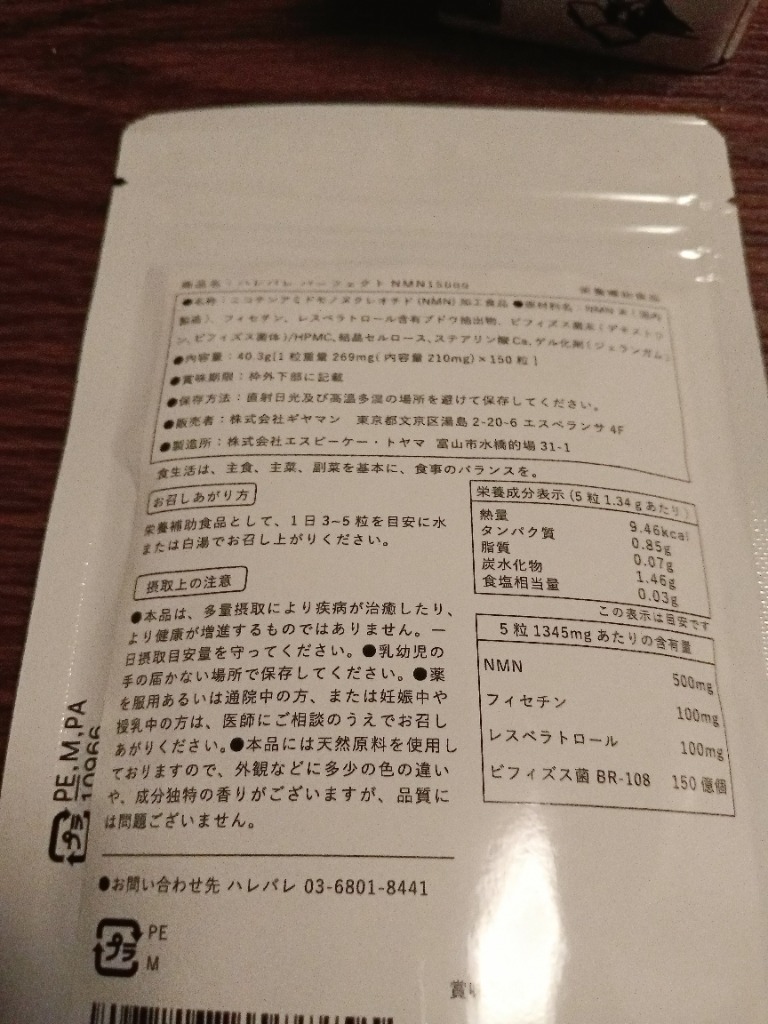 商品名：ハレバレ パーフェクト NMN15000 栄養補助食品
●名称：ニコチンアミドモノヌクレオチド(NMN)加工食品 ●原材料名：NMN末(国内
製造)、フィセチン、レスベラトロール含有ブドウ抽出物、ビフィズス菌末(デキストリ
ン、ビフィズス菌体)/HPMC、結晶セルロース、ステアリン酸Ca、ゲル化剤(ジェランガム)
●内容量：40.3g[1粒重量 269mg(内容量 210mg)×150粒]
●賞味期限：枠外下部に記載
●保存方法：直射日光及び高温多湿の場所を避けて保存してください。
●販売者：株式会社ギヤマン 東京都文京区湯島 2-20-6 エスペランサ 4F
●製造所：株式会社エスビーケー・トヤマ 富山市水橋的場 31-1
食生活は、主食、主菜、副菜を基本に、食事のバランスを。
お召しあがり方
栄養補助食品として、1日3~5粒を目安に水
または白湯でお召し上がりください。
摂取上の注意
●本品は、多量摂取により疾病が治癒したり、
より健康が増進するものではありません。一
日摂取目安量を守ってください。●乳幼児の
手の届かない場所で保存してください。●薬
を服用あるいは通院中の方、または妊娠中や
授乳中の方は、医師にご相談のうえでお召し
あがりください。●本品には天然原料を使用し
ておりますので、外観などに多少の色の違い
や、成分独特の香りがございますが、品質に
は問題ございません。
栄養成分表示(5粒1.34gあたり)
熱量 9.46kcal
タンパク質 0.85g
脂質 0.07g
炭水化物 1.46g
食塩相当量 0.03g
この表示は目安です
5粒1345mgあたりの含有量
NMN 500mg
フィセチン 100mg
レスベラトロール 100mg
ビフィズス菌 BR-108 150億個
●お問い合わせ先 ハレバレ 03-6801-8441
プラ
PE
M
プラ
PE,M,PA
賞